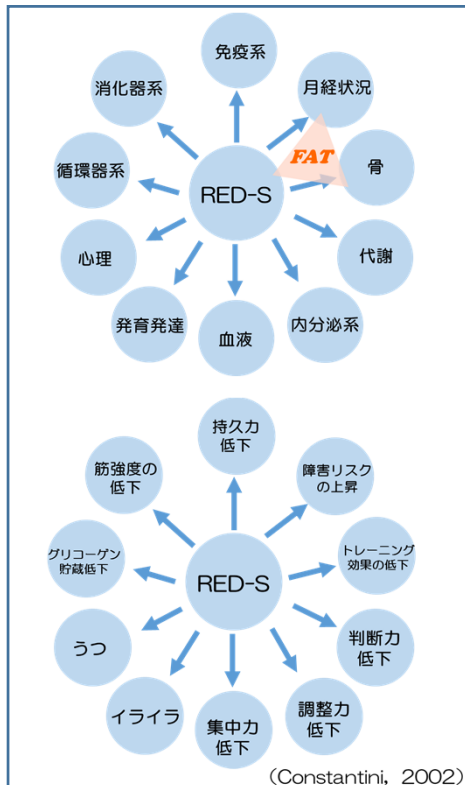 免疫系
月経状況
骨
代謝
内分泌系
血液
発育発達
心理
循環器系
消化器系
FAT
RED-S
持久力
低下
障害リスク
の上昇
トレーニング
効果の低下
判断力
低下
調整力
低下
集中力
低下
イライラ
うつ
グリコーゲン
貯蔵低下
筋強度の
低下
RED-S
(Constantini, 2002)